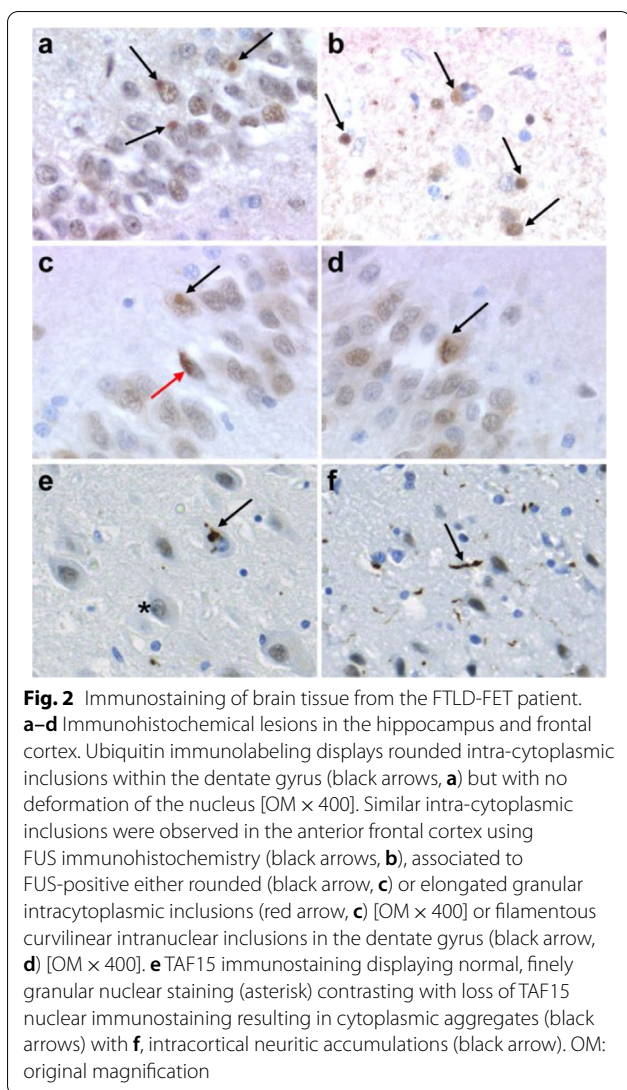 a
b
c
d
e
*
f
Fig. 2 Immunostaining of brain tissue from the FTLD-FET patient.
a–d Immunohistochemical lesions in the hippocampus and frontal
cortex. Ubiquitin immunolabeling displays rounded intra-cytoplasmic
inclusions within the dentate gyrus (black arrows, a) but with no
deformation of the nucleus [OM × 400]. Similar intra-cytoplasmic
inclusions were observed in the anterior frontal cortex using
FUS immunohistochemistry (black arrows, b), associated to
FUS-positive either rounded (black arrow, c) or elongated granular
intracytoplasmic inclusions (red arrow, c) [OM × 400] or filamentous
curvilinear intranuclear inclusions in the dentate gyrus (black arrow,
d) [OM × 400]. e TAF15 immunostaining displaying normal, finely
granular nuclear staining (asterisk) contrasting with loss of TAF15
nuclear immunostaining resulting in cytoplasmic aggregates (black
arrows) with f, intracortical neuritic accumulations (black arrow). OM:
original magnification